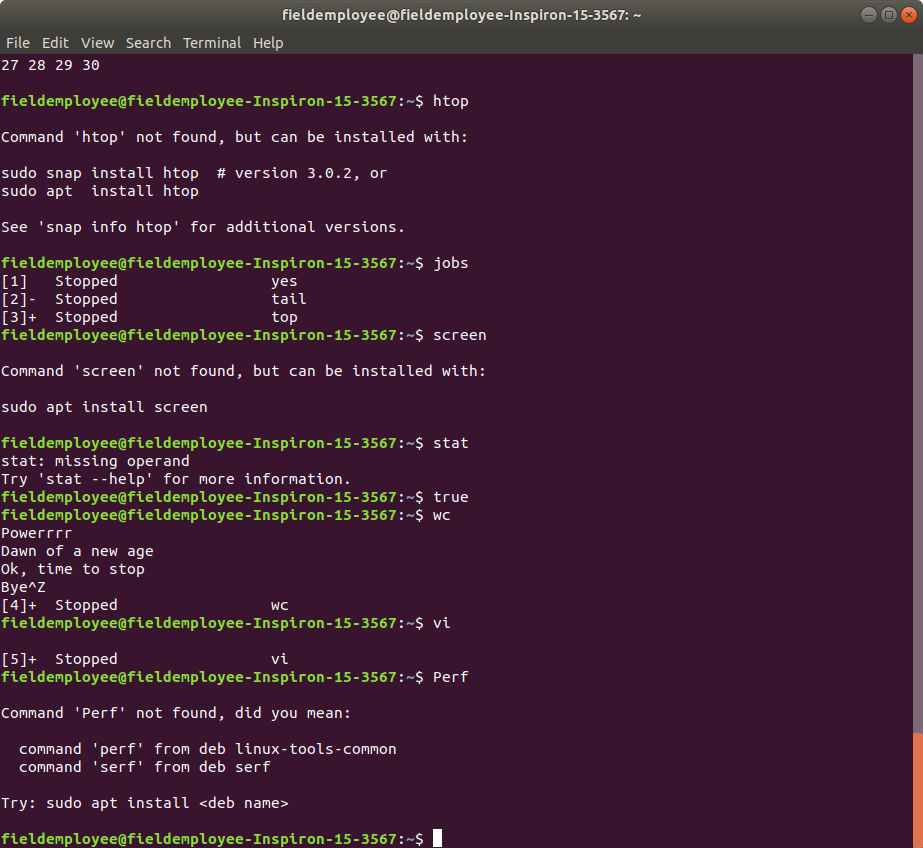 fieldemployee@fieldemployee-Inspiron-15-3567: ~
File Edit View Search Terminal Help
27 28 29 30
fieldemployee@fieldemployee-Inspiron-15-3567:~$ htop
Command 'htop' not found, but can be installed with:
sudo snap install htop  # version 3.0.2, or
sudo apt  install htop
See 'snap info htop' for additional versions.
fieldemployee@fieldemployee-Inspiron-15-3567:~$ jobs
[1]   Stopped                 yes
[2]-  Stopped                 tail
[3]+  Stopped                 top
fieldemployee@fieldemployee-Inspiron-15-3567:~$ screen
Command 'screen' not found, but can be installed with:
sudo apt install screen
fieldemployee@fieldemployee-Inspiron-15-3567:~$ stat
stat: missing operand
Try 'stat --help' for more information.
fieldemployee@fieldemployee-Inspiron-15-3567:~$ true
fieldemployee@fieldemployee-Inspiron-15-3567:~$ wc
Powerrrr
Dawn of a new age
Ok, time to stop
Bye^Z
[4]+  Stopped                 wc
fieldemployee@fieldemployee-Inspiron-15-3567:~$ vi
[5]+  Stopped                 vi
fieldemployee@fieldemployee-Inspiron-15-3567:~$ Perf
Command 'Perf' not found, did you mean:
  command 'perf' from deb linux-tools-common
  command 'serf' from deb serf
Try: sudo apt install <deb name>
fieldemployee@fieldemployee-Inspiron-15-3567:~$